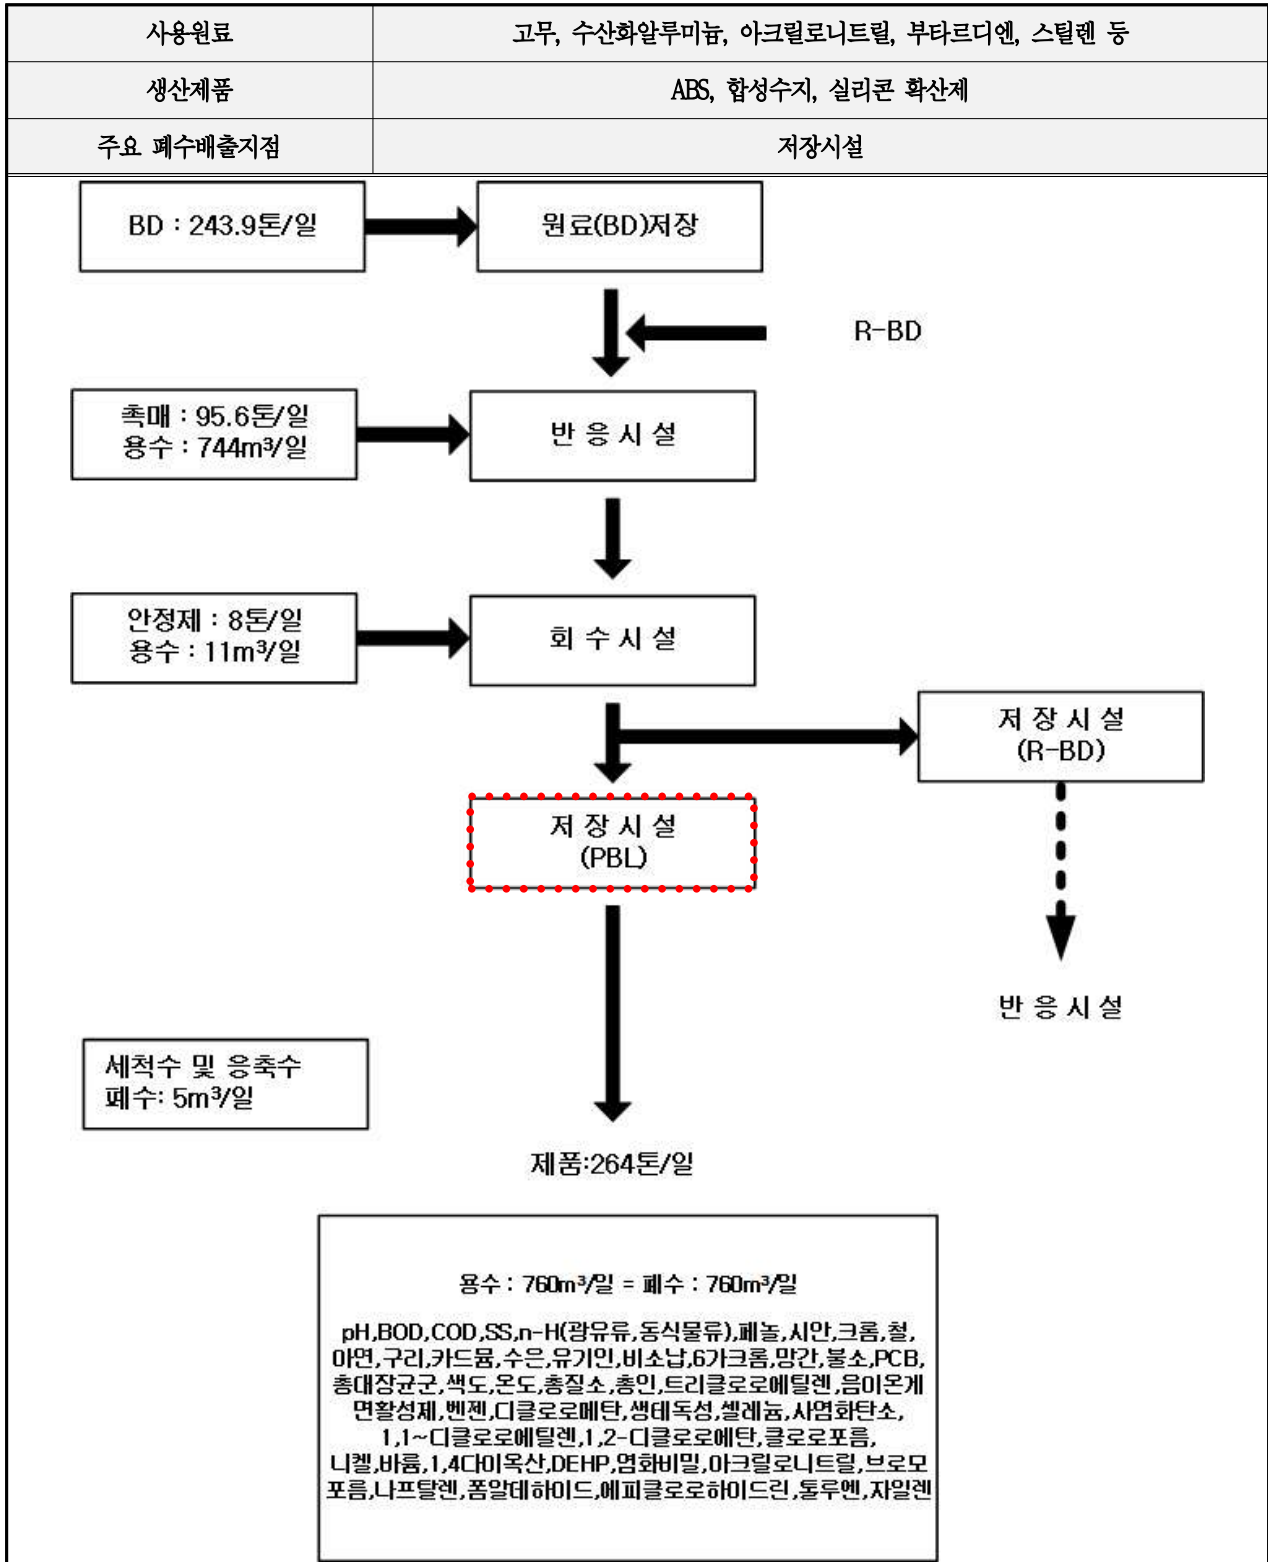 사용원료
고무, 수산화알루미늄, 아크릴로니트릴, 부타르디엔, 스틸렌 등
생산제품
ABS, 합성수지, 실리콘 확산제
주요 폐수배출지점
저장시설
BD : 243.9톤/일
원료(BD)저장
R-BD
촉매 : 95.6톤/일
용수 : 744m³/일
반 응 시 설
안정제 : 8톤/일
용수 : 11m³/일
회 수 시 설
저 장 시 설
(R-BD)
저 장 시 설
(PBL)
반 응 시 설
세척수 및 응축수
폐수: 5m³/일
제품:264톤/일
용수 : 760m³/일 = 폐수 : 760m³/일
pH,BOD,COD,SS,n-H(광유류,동식물류),페놀,시안,크롬,철,
아연,구리,카드뮴,수은,유기인,비소납,6가크롬,망간,불소,PCB,
총대장균군,색도,온도,총질소,총인,트리클로로에틸렌,음이온계
면활성제,벤젠,디클로로메탄,생태독성,셀레늄,사염화탄소,
1,1~디클로로에틸렌,1,2-디클로로에탄,클로로포름,
니켈,바륨,1,4다이옥산,DEHP,염화비밀,아크릴로니트릴,브로모
포름,나프탈렌,폼알데하이드,에피클로로하이드린,톨루엔,자일렌